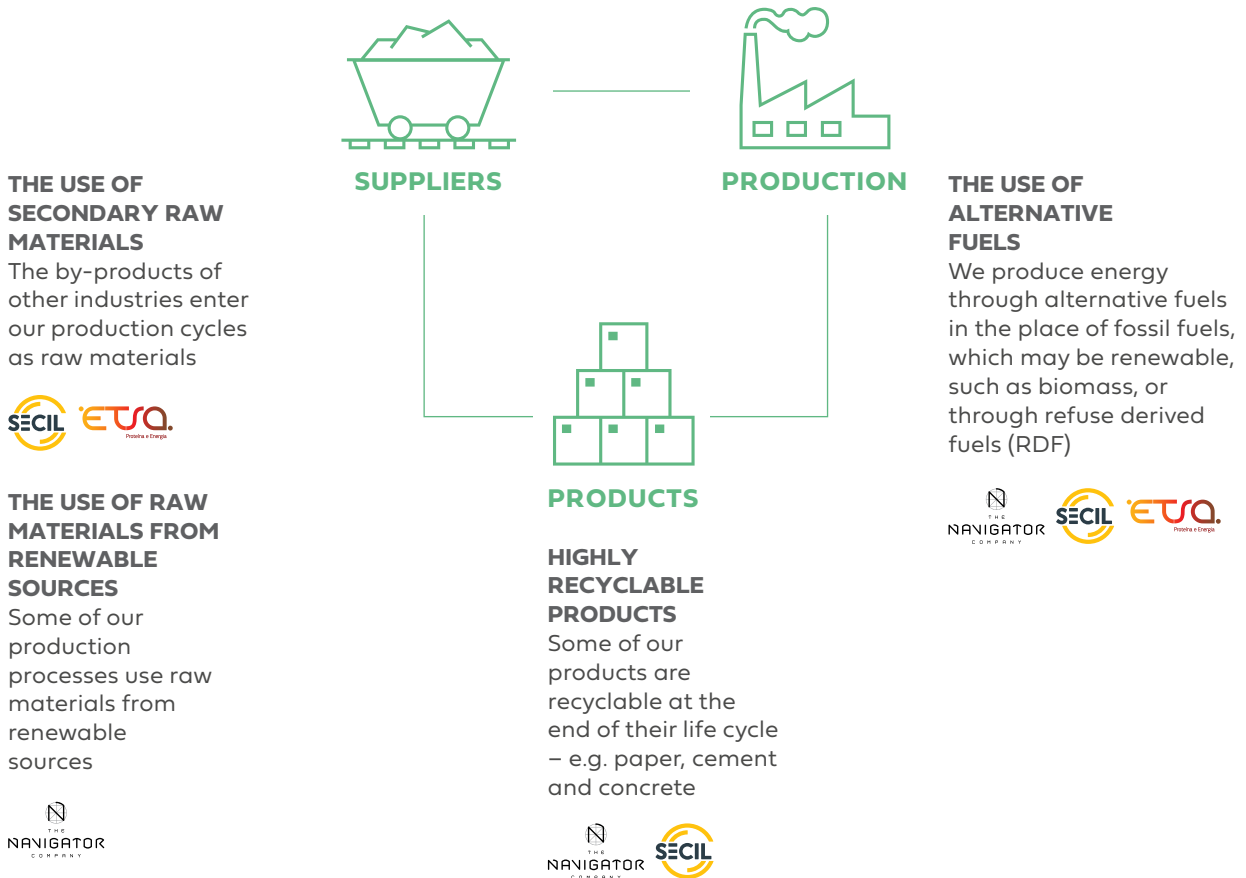 SUPPLIERS
PRODUCTION
THE USE OF
SECONDARY RAW
MATERIALS
The by-products of
other industries enter
our production cycles
as raw materials
SECIL
ETSA.
Proteína e Energia
THE USE OF RAW
MATERIALS FROM
RENEWABLE
SOURCES
Some of our
production
processes use raw
materials from
renewable
sources
N
THE
NAVIGATOR
COMPANY
PRODUCTS
HIGHLY
RECYCLABLE
PRODUCTS
Some of our
products are
recyclable at the
end of their life cycle
– e.g. paper, cement
and concrete
N
THE
NAVIGATOR
COMPANY
SECIL
THE USE OF
ALTERNATIVE
FUELS
We produce energy
through alternative fuels
in the place of fossil fuels,
which may be renewable,
such as biomass, or
through refuse derived
fuels (RDF)
N
THE
NAVIGATOR
COMPANY
SECIL
ETSA.
Proteína e Energia